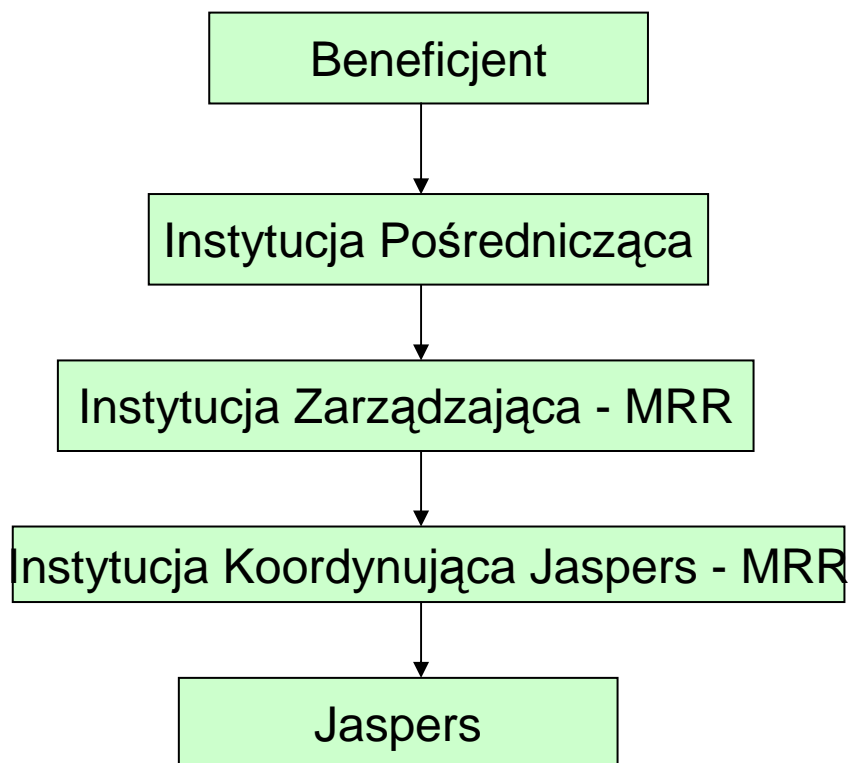 Beneficjent
Instytucja Pośrednicząca
Instytucja Zarządzająca - MRR
Instytucja Koordynująca Jaspers - MRR
Jaspers